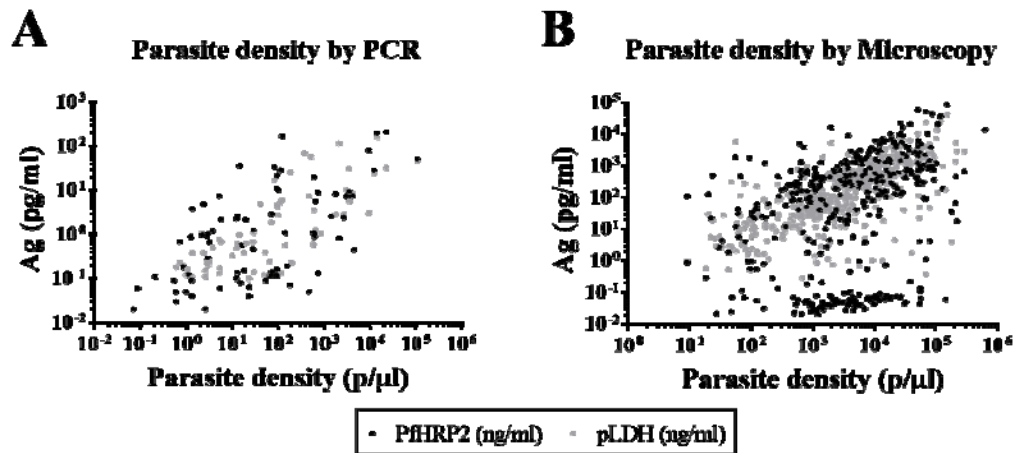 A
Parasite density by PCR
Ag (pg/ml)
10³
10²
10¹
10⁰
10⁻¹
10⁻²
10⁻² 10⁻¹ 10⁰ 10¹ 10² 10³ 10⁴ 10⁵ 10⁶
Parasite density (p/µl)
B
Parasite density by Microscopy
Ag (pg/ml)
10⁵
10⁴
10³
10²
10¹
10⁰
10⁻¹
10⁻²
10⁰ 10¹ 10² 10³ 10⁴ 10⁵ 10⁶
Parasite density (p/µl)
PfHRP2 (ng/ml) pLDH (ng/ml)